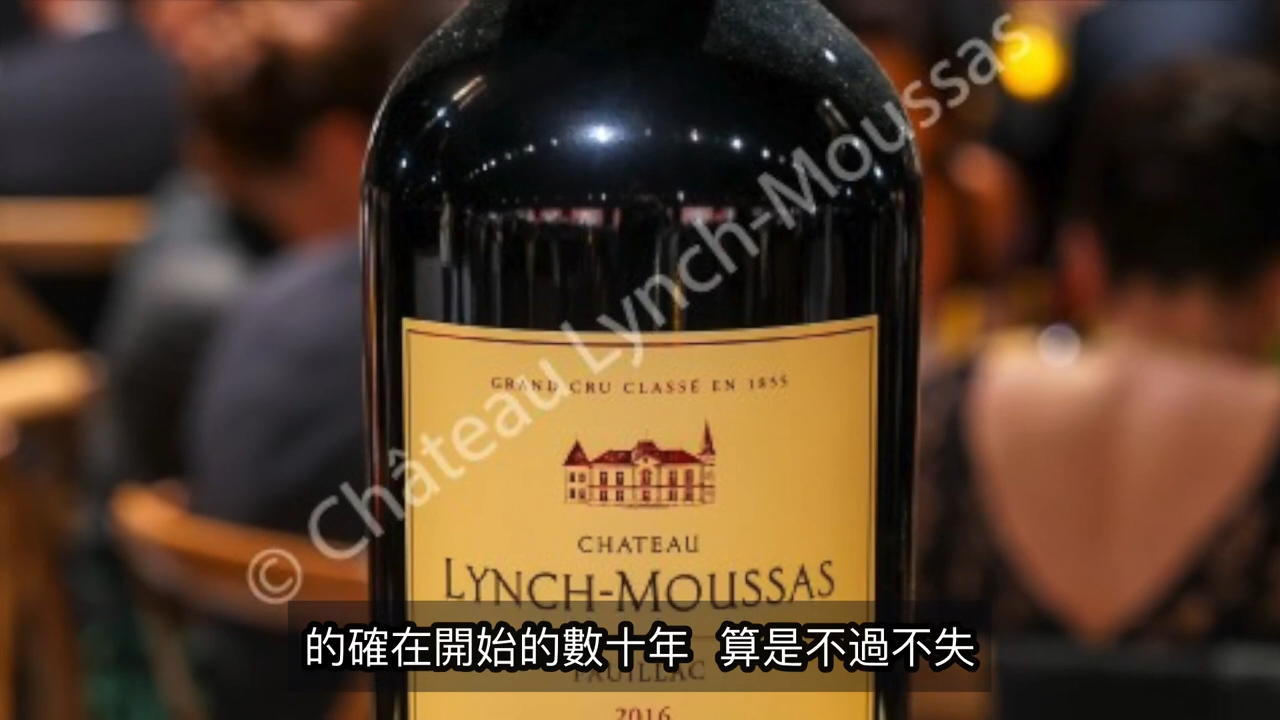 © Château Lynch-Moussas
GRAND CRU CLASSÉ EN 1855
CHATEAU
LYNCH-MOUSSAS
的確在開始的數十年 算是不過不失
PAUILLAC
2016